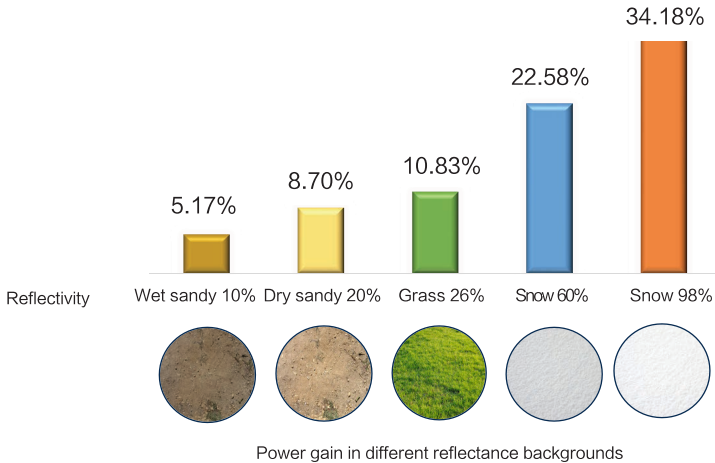 34.18%
22.58%
10.83%
8.70%
5.17%
Reflectivity
Wet sandy 10%
Dry sandy 20%
Grass 26%
Snow 60%
Snow 98%
Power gain in different reflectance backgrounds